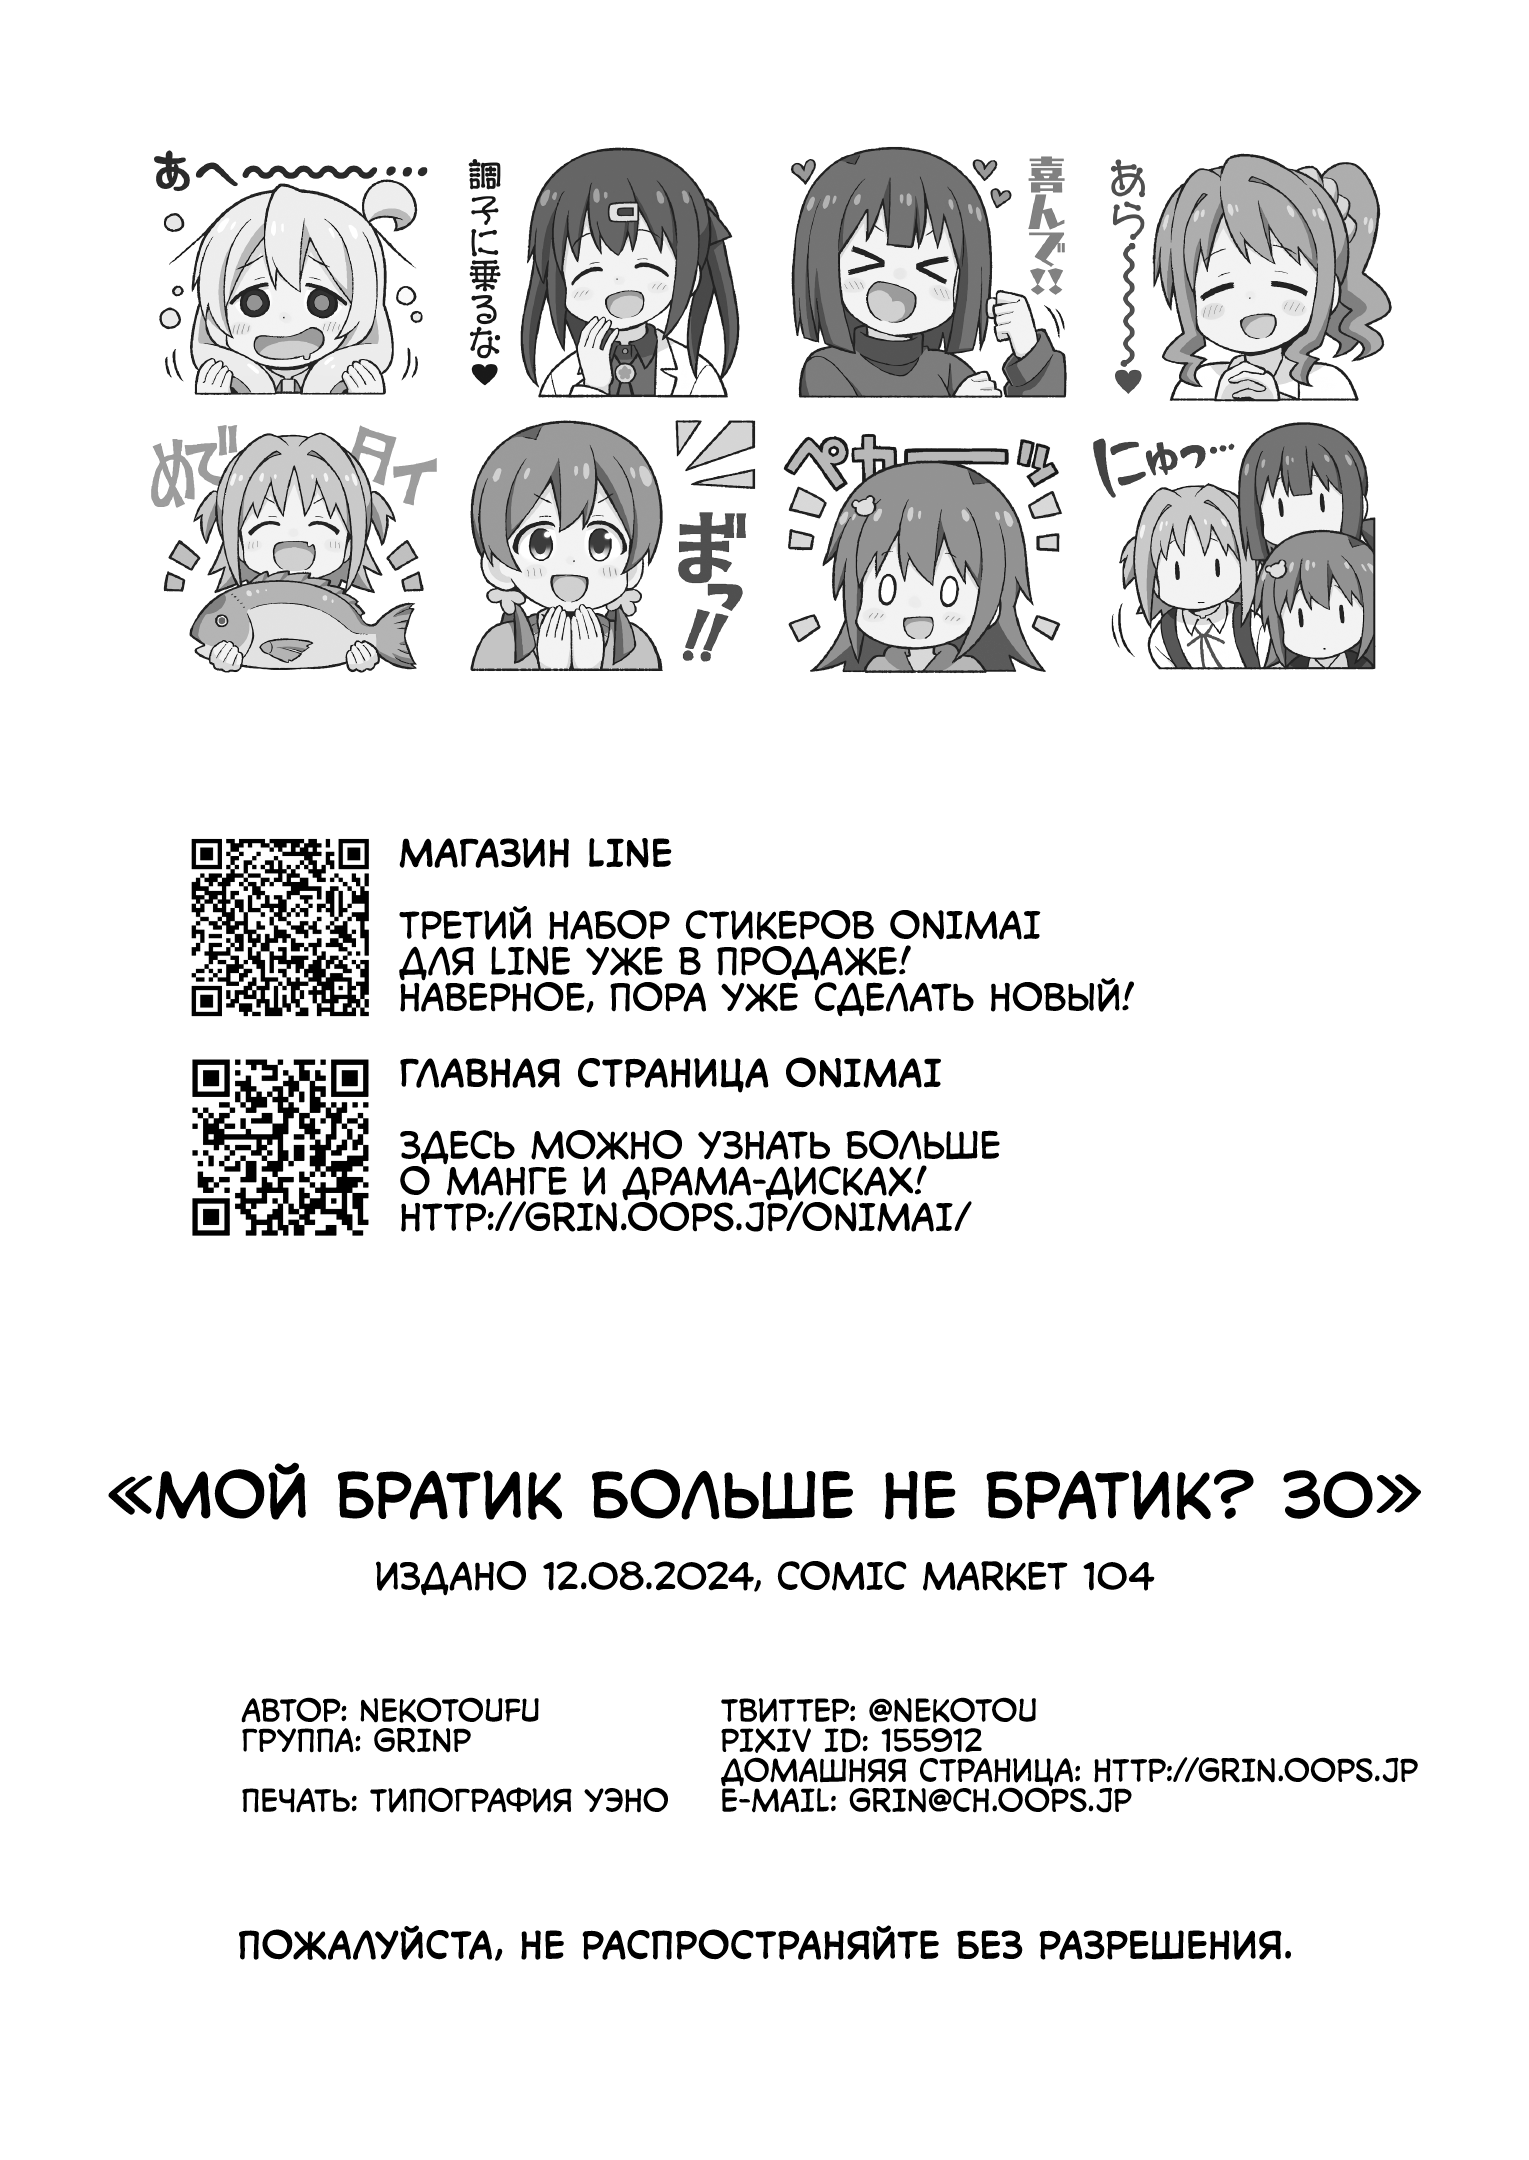 あへ〜〜〜〜…
調子に乗るな♥
喜んで!!
あら〜〜〜〜♥
めでタイ
まっ!!
ペカーッ
にゅっ…
МАГАЗИН LINE
ТРЕТИЙ НАБОР СТИКЕРОВ ONIMAI
ДЛЯ LINE УЖЕ В ПРОДАЖЕ!
НАВЕРНОЕ, ПОРА УЖЕ СДЕЛАТЬ НОВЫЙ!
ГЛАВНАЯ СТРАНИЦА ONIMAI
ЗДЕСЬ МОЖНО УЗНАТЬ БОЛЬШЕ
О МАНГЕ И ДРАМА-ДИСКАХ!
HTTP://GRIN.OOPS.JP/ONIMAI/
«МОЙ БРАТИК БОЛЬШЕ НЕ БРАТИК? 30»
ИЗДАНО 12.08.2024, COMIC MARKET 104
АВТОР: NEKOTOUFU
ГРУППА: GRINP
ПЕЧАТЬ: ТИПОГРАФИЯ УЭНО
ТВИТТЕР: @NEKOTOU
PIXIV ID: 155912
ДОМАШНЯЯ СТРАНИЦА: HTTP://GRIN.OOPS.JP
E-MAIL: GRIN@CH.OOPS.JP
ПОЖАЛУЙСТА, НЕ РАСПРОСТРАНЯЙТЕ БЕЗ РАЗРЕШЕНИЯ.